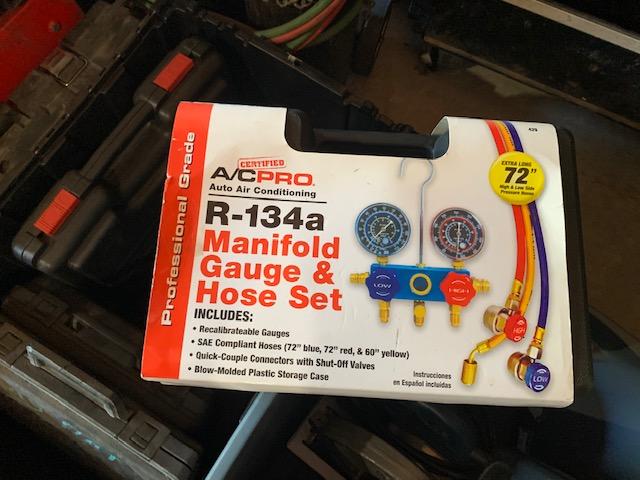 Professional Grade
CERTIFIED
A/C PRO.
Auto Air Conditioning
R-134a
Manifold
Gauge &
Hose Set
INCLUDES:
• Recalibrateable Gauges
• SAE Compliant Hoses (72" blue, 72" red, & 60" yellow)
• Quick-Couple Connectors with Shut-Off Valves
• Blow-Molded Plastic Storage Case
429
EXTRA LONG
72"
High & Low Side
Pressure Hoses
LOW
HIGH
HIGH
LOW
Instrucciones
en Español incluidas